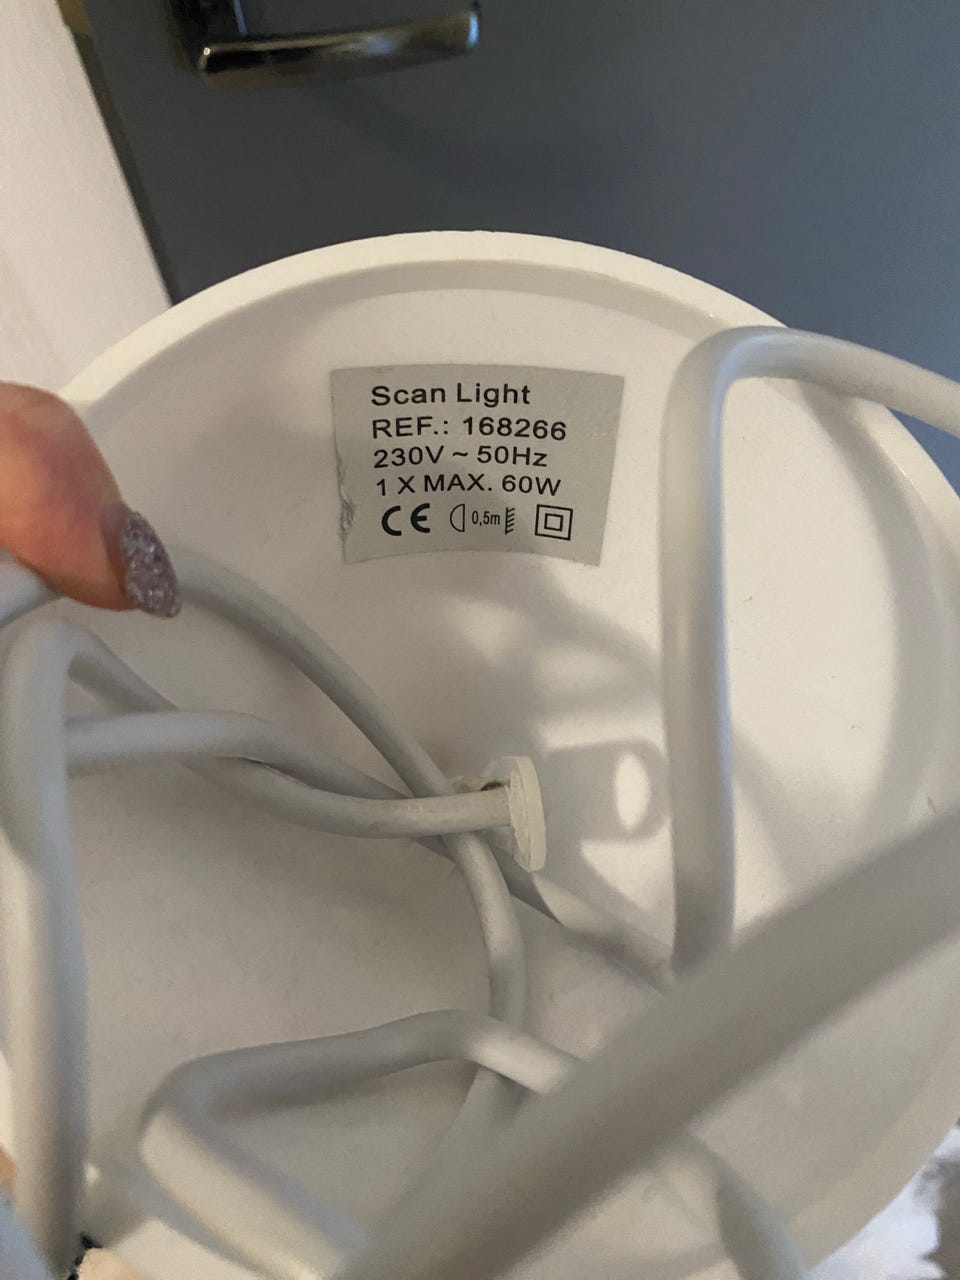 Scan Light
REF.: 168266
230V ~ 50Hz
1 X MAX. 60W
CE 0,5m